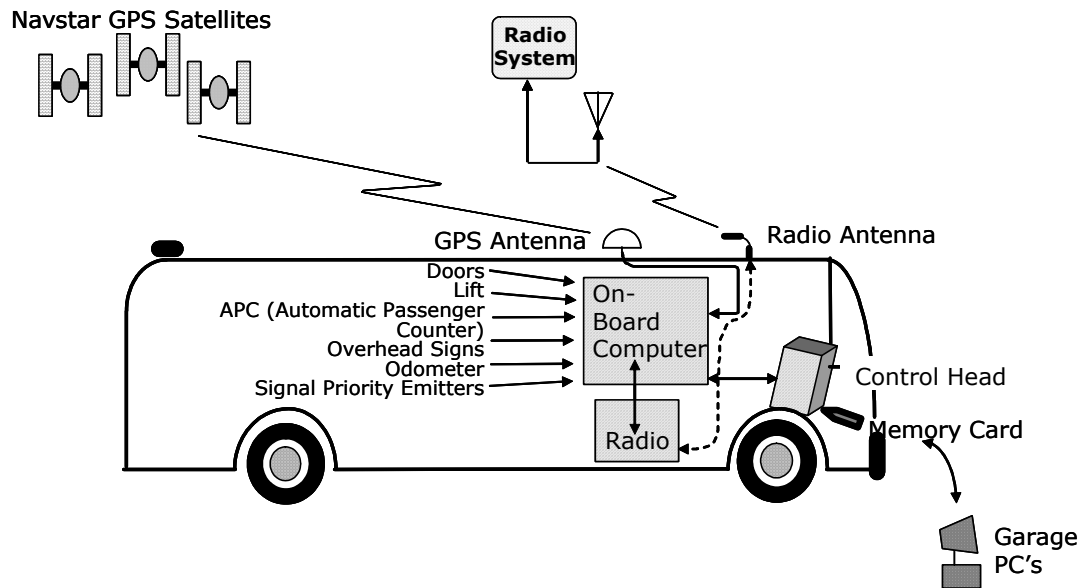 Navstar GPS Satellites
Radio
System
GPS Antenna
Radio Antenna
Doors
Lift
APC (Automatic Passenger
Counter)
Overhead Signs
Odometer
Signal Priority Emitters
On-
Board
Computer
Radio
Control Head
Memory Card
Garage
PC's